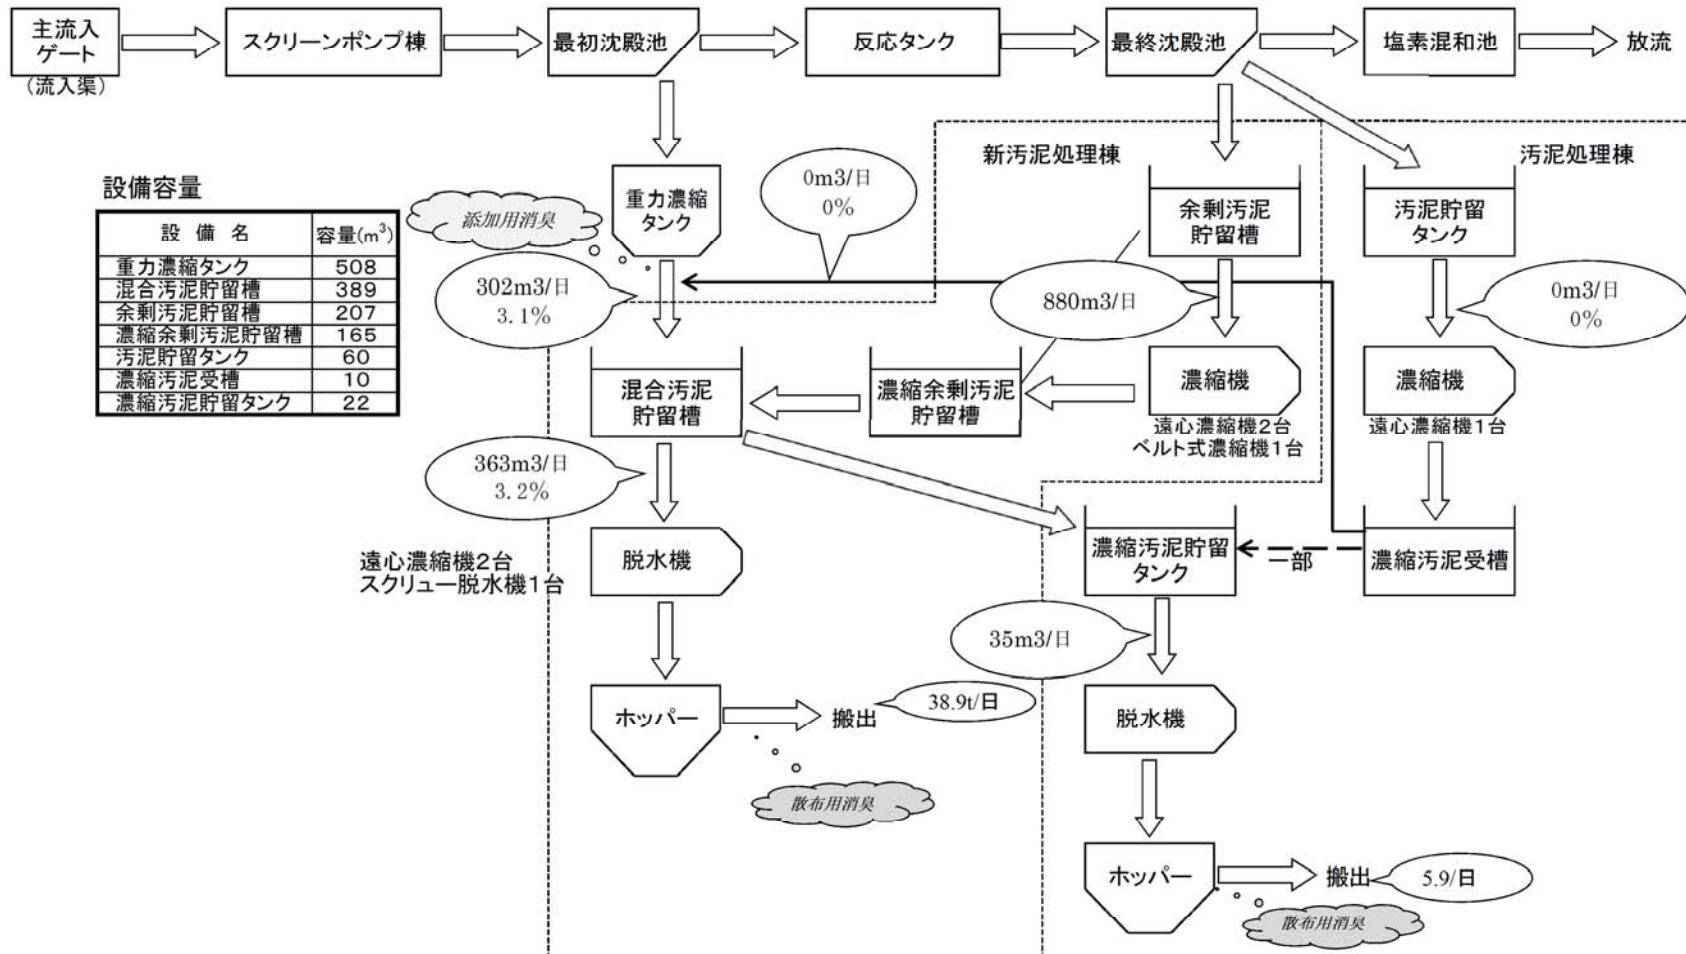 主流入
ゲート
(流入渠)
スクリーンポンプ棟
最初沈殿池
反応タンク
最終沈殿池
塩素混和池
放流
新汚泥処理棟
汚泥処理棟
設備容量
設 備 名 容量(m³)
重力濃縮タンク 508
混合汚泥貯留槽 389
余剰汚泥貯留槽 207
濃縮余剰汚泥貯留槽 165
汚泥貯留タンク 60
濃縮汚泥受槽 10
濃縮汚泥貯留タンク 22
添加用消臭
重力濃縮
タンク
0m3/日
0%
余剰汚泥
貯留槽
汚泥貯留
タンク
302m3/日
3.1%
880m3/日
0m3/日
0%
混合汚泥
貯留槽
濃縮余剰汚泥
貯留槽
濃縮機
遠心濃縮機2台
ベルト式濃縮機1台
濃縮機
遠心濃縮機1台
363m3/日
3.2%
遠心濃縮機2台
スクリュー脱水機1台
脱水機
濃縮汚泥貯留
タンク
一部
濃縮汚泥受槽
35m3/日
ホッパー
搬出
38.9t/日
脱水機
散布用消臭
ホッパー
搬出
5.9/日
散布用消臭